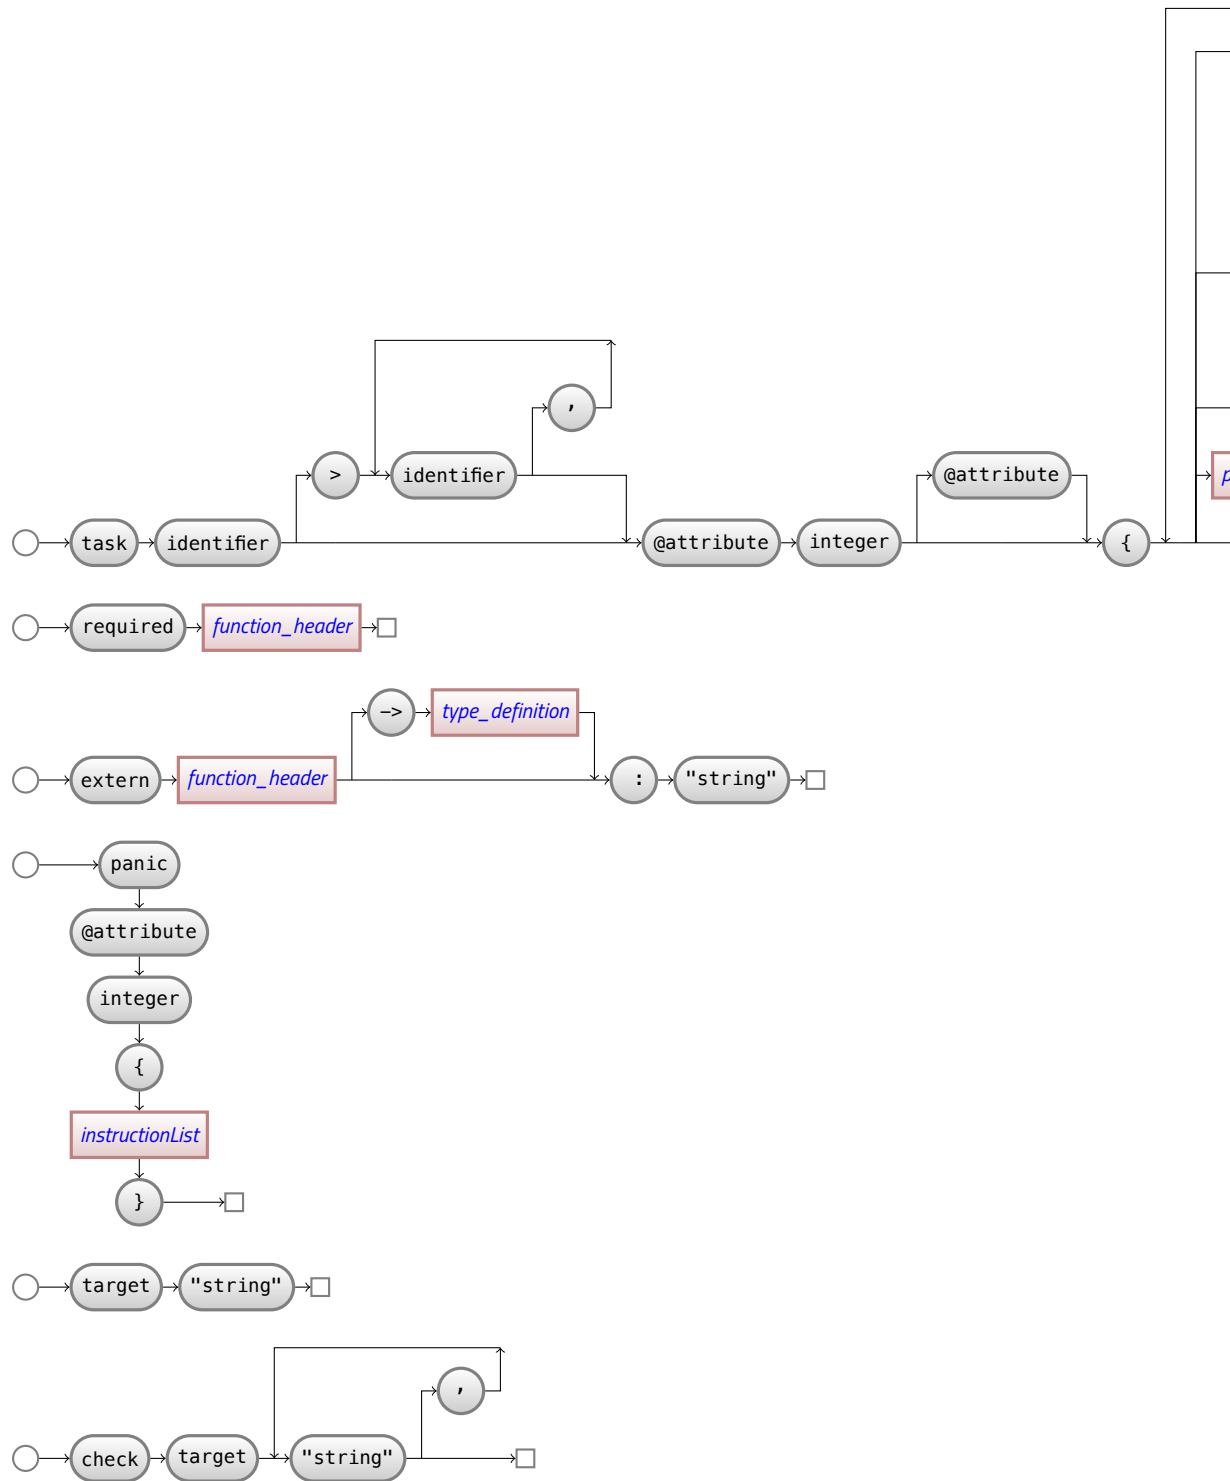 ,
> identifier @attribute p
task identifier @attribute integer {
required function_header
-> type_definition
extern function_header : "string"
panic
@attribute
integer
{
instructionList
}
target "string"
,
check target "string"